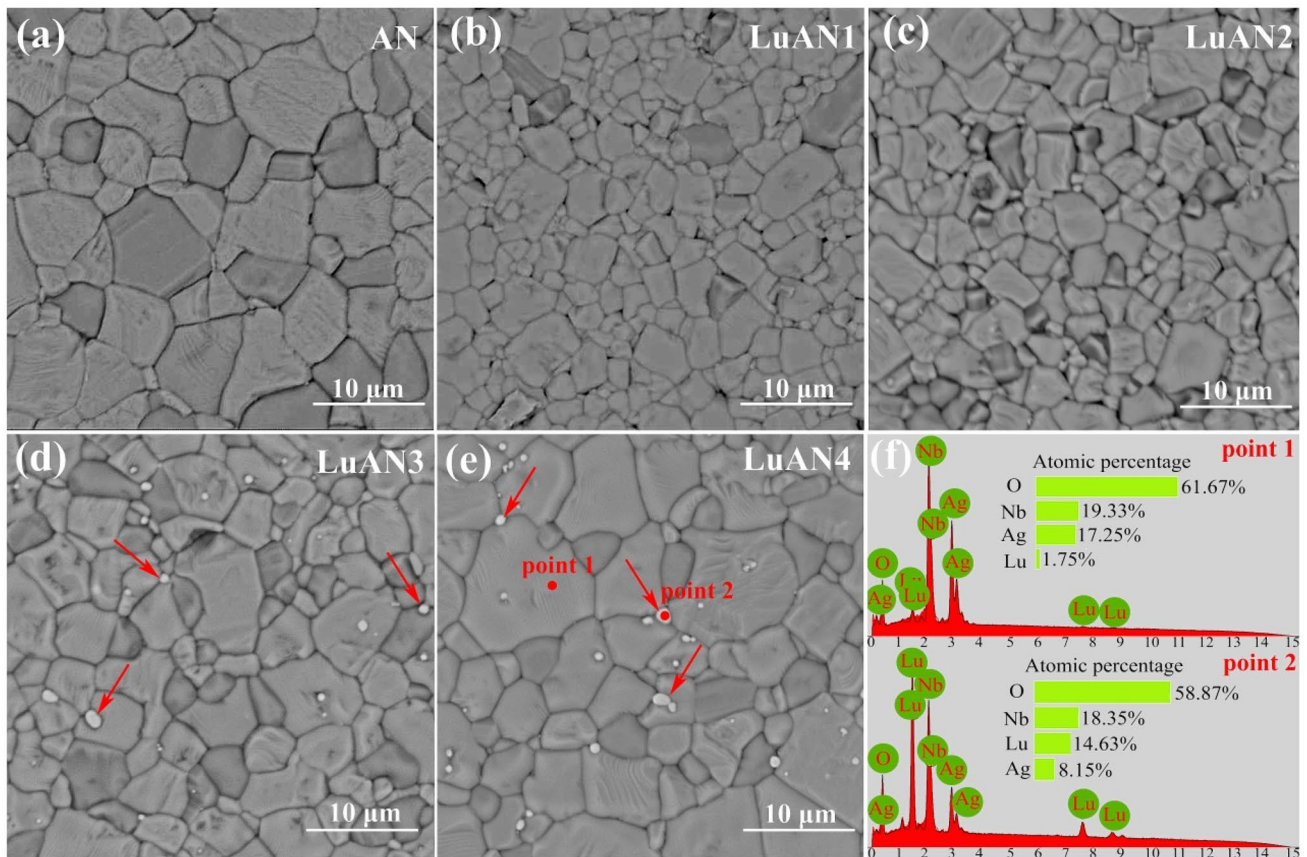 (a) AN
10 μm
(b) LuAN1
10 μm
(c) LuAN2
10 μm
(d) LuAN3
10 μm
(e) LuAN4
point 1
point 2
10 μm
(f) point 1
Atomic percentage
O 61.67%
Nb 19.33%
Ag 17.25%
Lu 1.75%
Nb
Nb
Ag
Ag
O
Ag
Lu
Lu
Lu
0 1 2 3 4 5 6 7 8 9 10 11 12 13 14 15
point 2
Atomic percentage
O 58.87%
Nb 18.35%
Lu 14.63%
Ag 8.15%
Lu
Nb
Lu
Nb
O
Ag
Ag
Ag
Lu
Lu
0 1 2 3 4 5 6 7 8 9 10 11 12 13 14 15